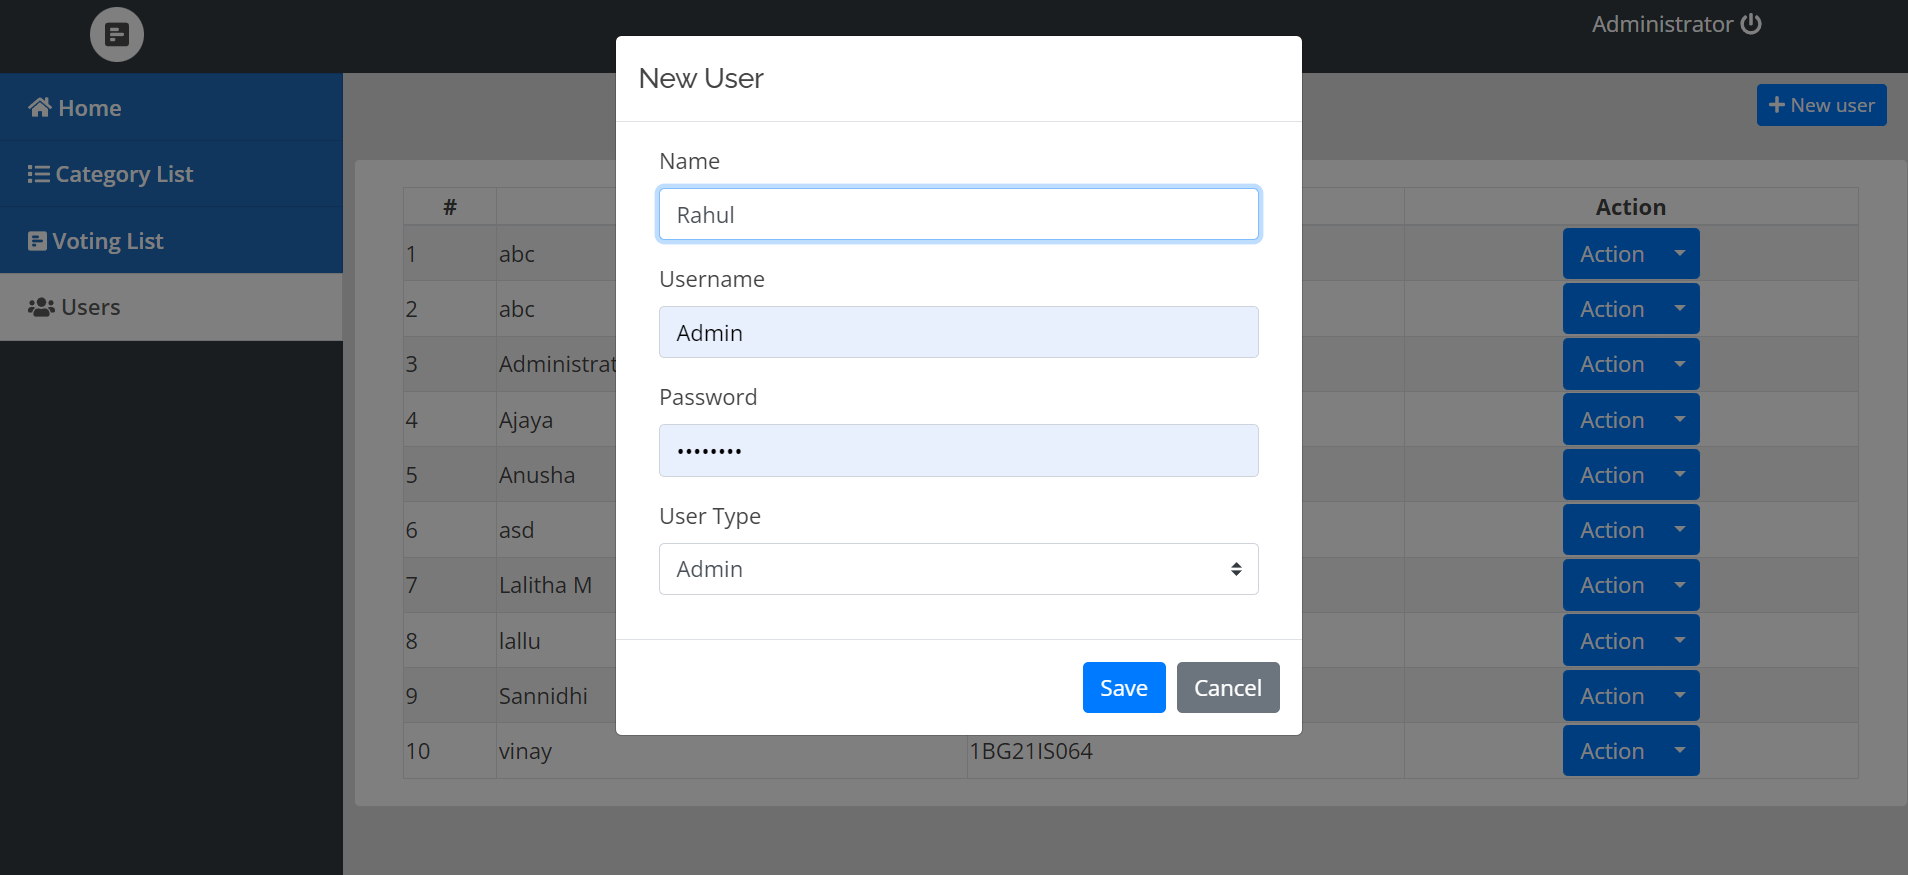 Administrator
New User
Home
+ New user
Name
Category List
Rahul
# Action
Voting List
1 abc Action
Username
2 abc Action
Users
Admin
3 Administrat Action
Password
4 Ajaya Action
••••••••
5 Anusha Action
User Type
6 asd Action
Admin
7 Lalitha M Action
8 lallu Action
Save Cancel
9 Sannidhi Action
10 vinay 1BG21IS064 Action